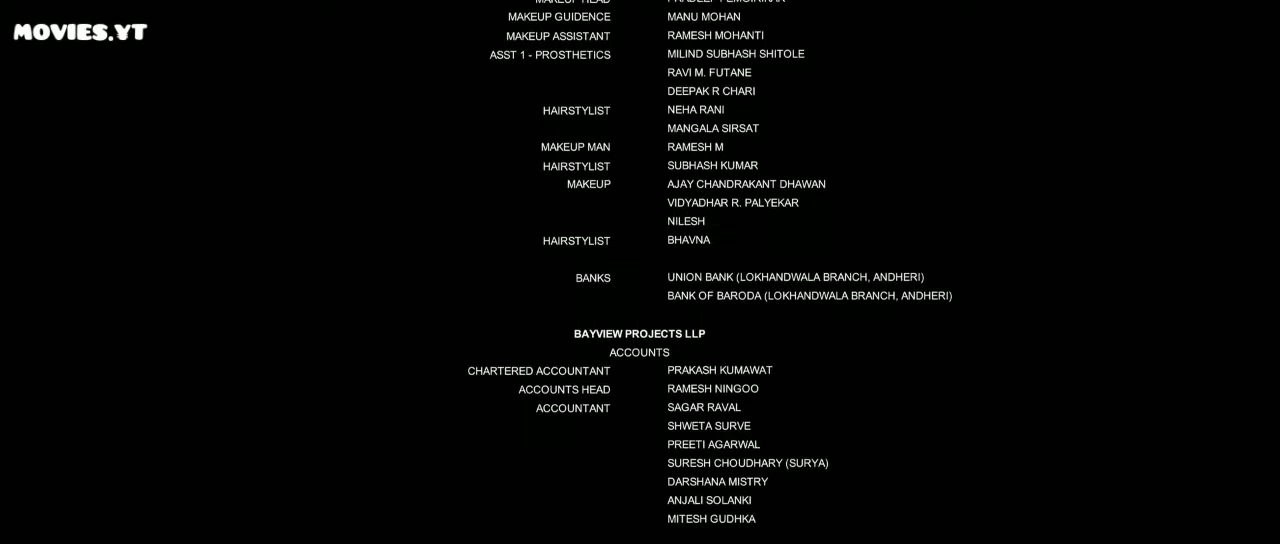 MOVIES.YT
MAKEUP HEAD PRADEEP PEMGIRIKAR
MAKEUP GUIDENCE MANU MOHAN
MAKEUP ASSISTANT RAMESH MOHANTI
ASST 1 - PROSTHETICS MILIND SUBHASH SHITOLE
RAVI M. FUTANE
DEEPAK R CHARI
HAIRSTYLIST NEHA RANI
MANGALA SIRSAT
MAKEUP MAN RAMESH M
HAIRSTYLIST SUBHASH KUMAR
MAKEUP AJAY CHANDRAKANT DHAWAN
VIDYADHAR R. PALYEKAR
NILESH
HAIRSTYLIST BHAVNA
BANKS UNION BANK (LOKHANDWALA BRANCH, ANDHERI)
BANK OF BARODA (LOKHANDWALA BRANCH, ANDHERI)
BAYVIEW PROJECTS LLP
ACCOUNTS
CHARTERED ACCOUNTANT PRAKASH KUMAWAT
ACCOUNTS HEAD RAMESH NINGOO
ACCOUNTANT SAGAR RAVAL
SHWETA SURVE
PREETI AGARWAL
SURESH CHOUDHARY (SURYA)
DARSHANA MISTRY
ANJALI SOLANKI
MITESH GUDHKA